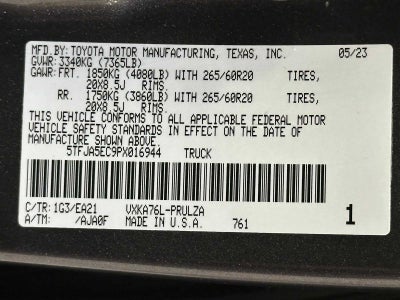 MFD.BY:TOYOTA MOTOR MANUFACTURING, TEXAS, INC. 05/23
GVWR:3340KG (7365LB)
GAWR:FRT. 1850KG (4080LB) WITH 265/60R20 TIRES,
20X8.5J RIMS.
RR. 1750KG (3860LB) WITH 265/60R20 TIRES,
20X8.5J RIMS.
THIS VEHICLE CONFORMS TO ALL APPLICABLE FEDERAL MOTOR
VEHICLE SAFETY STANDARDS IN EFFECT ON THE DATE OF
MANUFACTURE SHOWN ABOVE.
5TFJA5EC9PX016944 TRUCK
C/TR: 1G3/EA21 VXKA76L-PRULZA
A/TM: /AJA0F MADE IN U.S.A. 761 1